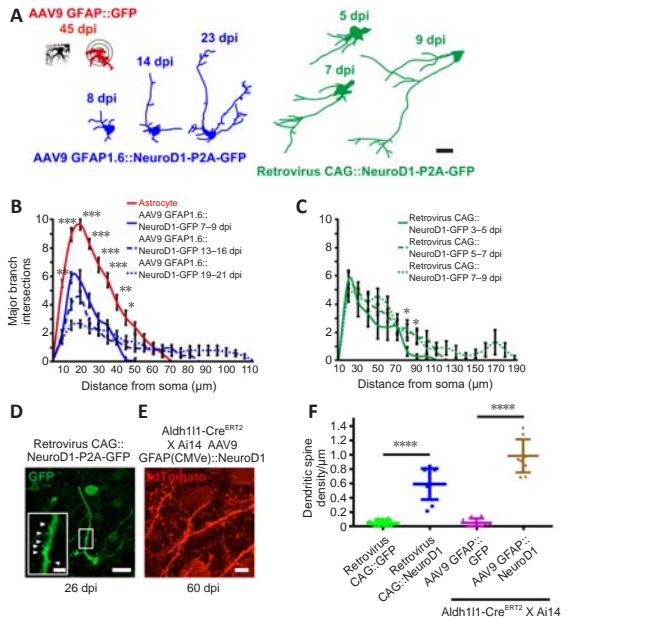 A
AAV9 GFAP::GFP
45 dpi
8 dpi
14 dpi
23 dpi
AAV9 GFAP1.6::NeuroD1-P2A-GFP
5 dpi
7 dpi
9 dpi
Retrovirus CAG::NeuroD1-P2A-GFP
B
Astrocyte
AAV9 GFAP1.6::
NeuroD1-GFP 7–9 dpi
AAV9 GFAP1.6::
NeuroD1-GFP 13–16 dpi
AAV9 GFAP1.6::
NeuroD1-GFP 19–21 dpi
Major branch
intersections
10
8
6
4
2
0
***
***
***
***
***
**
*
**
10 20 30 40 50 60 70 80 90 100 110
Distance from soma (μm)
C
Retrovirus CAG::
NeuroD1-GFP 3–5 dpi
Retrovirus CAG::
NeuroD1-GFP 5–7 dpi
Retrovirus CAG::
NeuroD1-GFP 7–9 dpi
10
8
6
4
2
0
*
*
10 30 50 70 90 110 130 150 170 190
Distance from soma (μm)
D
Retrovirus CAG::
NeuroD1-P2A-GFP
GFP
26 dpi
E
Aldh1l1-CreERT2
X Ai14 AAV9
GFAP(CMVe)::NeuroD1
tdTomato
60 dpi
F
Denditiy spine
density/μm
1.4
1.2
1.0
0.8
0.6
0.4
0.2
0
****
****
Retrovirus
CAG::GFP
Retrovirus
CAG::NeuroD1
AAV9 GFAP::
GFP
AAV9 GFAP::
NeuroD1
Aldh1l1-CreERT2 X Ai14